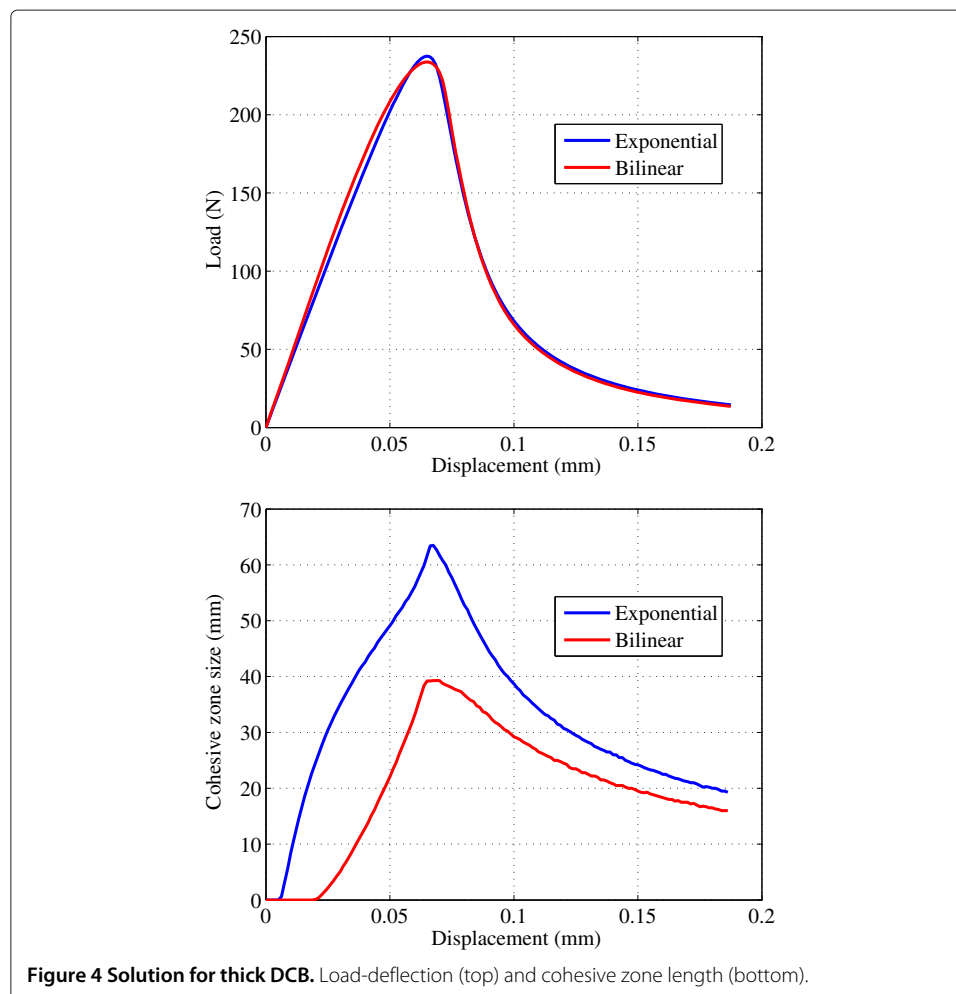 250
200
150
100
50
0
Load (N)
Exponential
Bilinear
0 0.05 0.1 0.15 0.2
Displacement (mm)
70
60
50
40
30
20
10
0
Cohesive zone size (mm)
Exponential
Bilinear
0 0.05 0.1 0.15 0.2
Displacement (mm)
Figure 4 Solution for thick DCB. Load-deflection (top) and cohesive zone length (bottom).